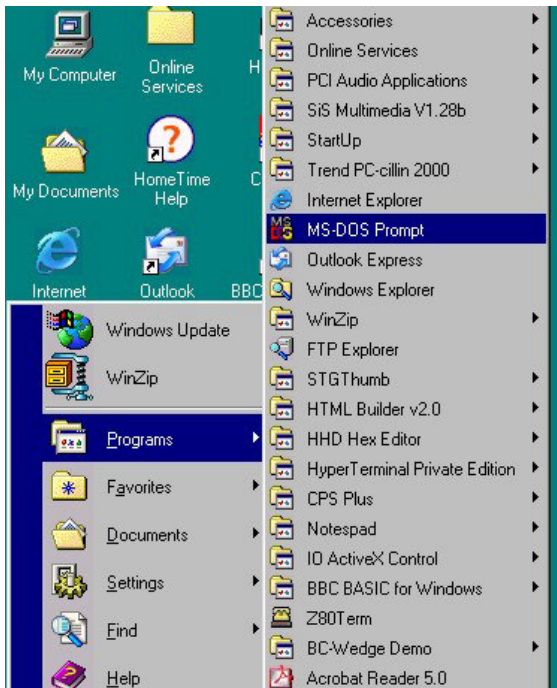 My Computer
Online
Services
H
My Documents
HomeTime
Help
C
Internet
Outlook
BBC
Windows Update
WinZip
Programs
Favorites
Documents
Settings
Find
Help
Accessories
Online Services
PCI Audio Applications
SiS Multimedia V1.28b
StartUp
Trend PC-cillin 2000
Internet Explorer
MS-DOS Prompt
Outlook Express
Windows Explorer
WinZip
FTP Explorer
STGThumb
HTML Builder v2.0
HHD Hex Editor
HyperTerminal Private Edition
CPS Plus
Notepad
IO ActiveX Control
BBC BASIC for Windows
Z80Term
BC-Wedge Demo
Acrobat Reader 5.0